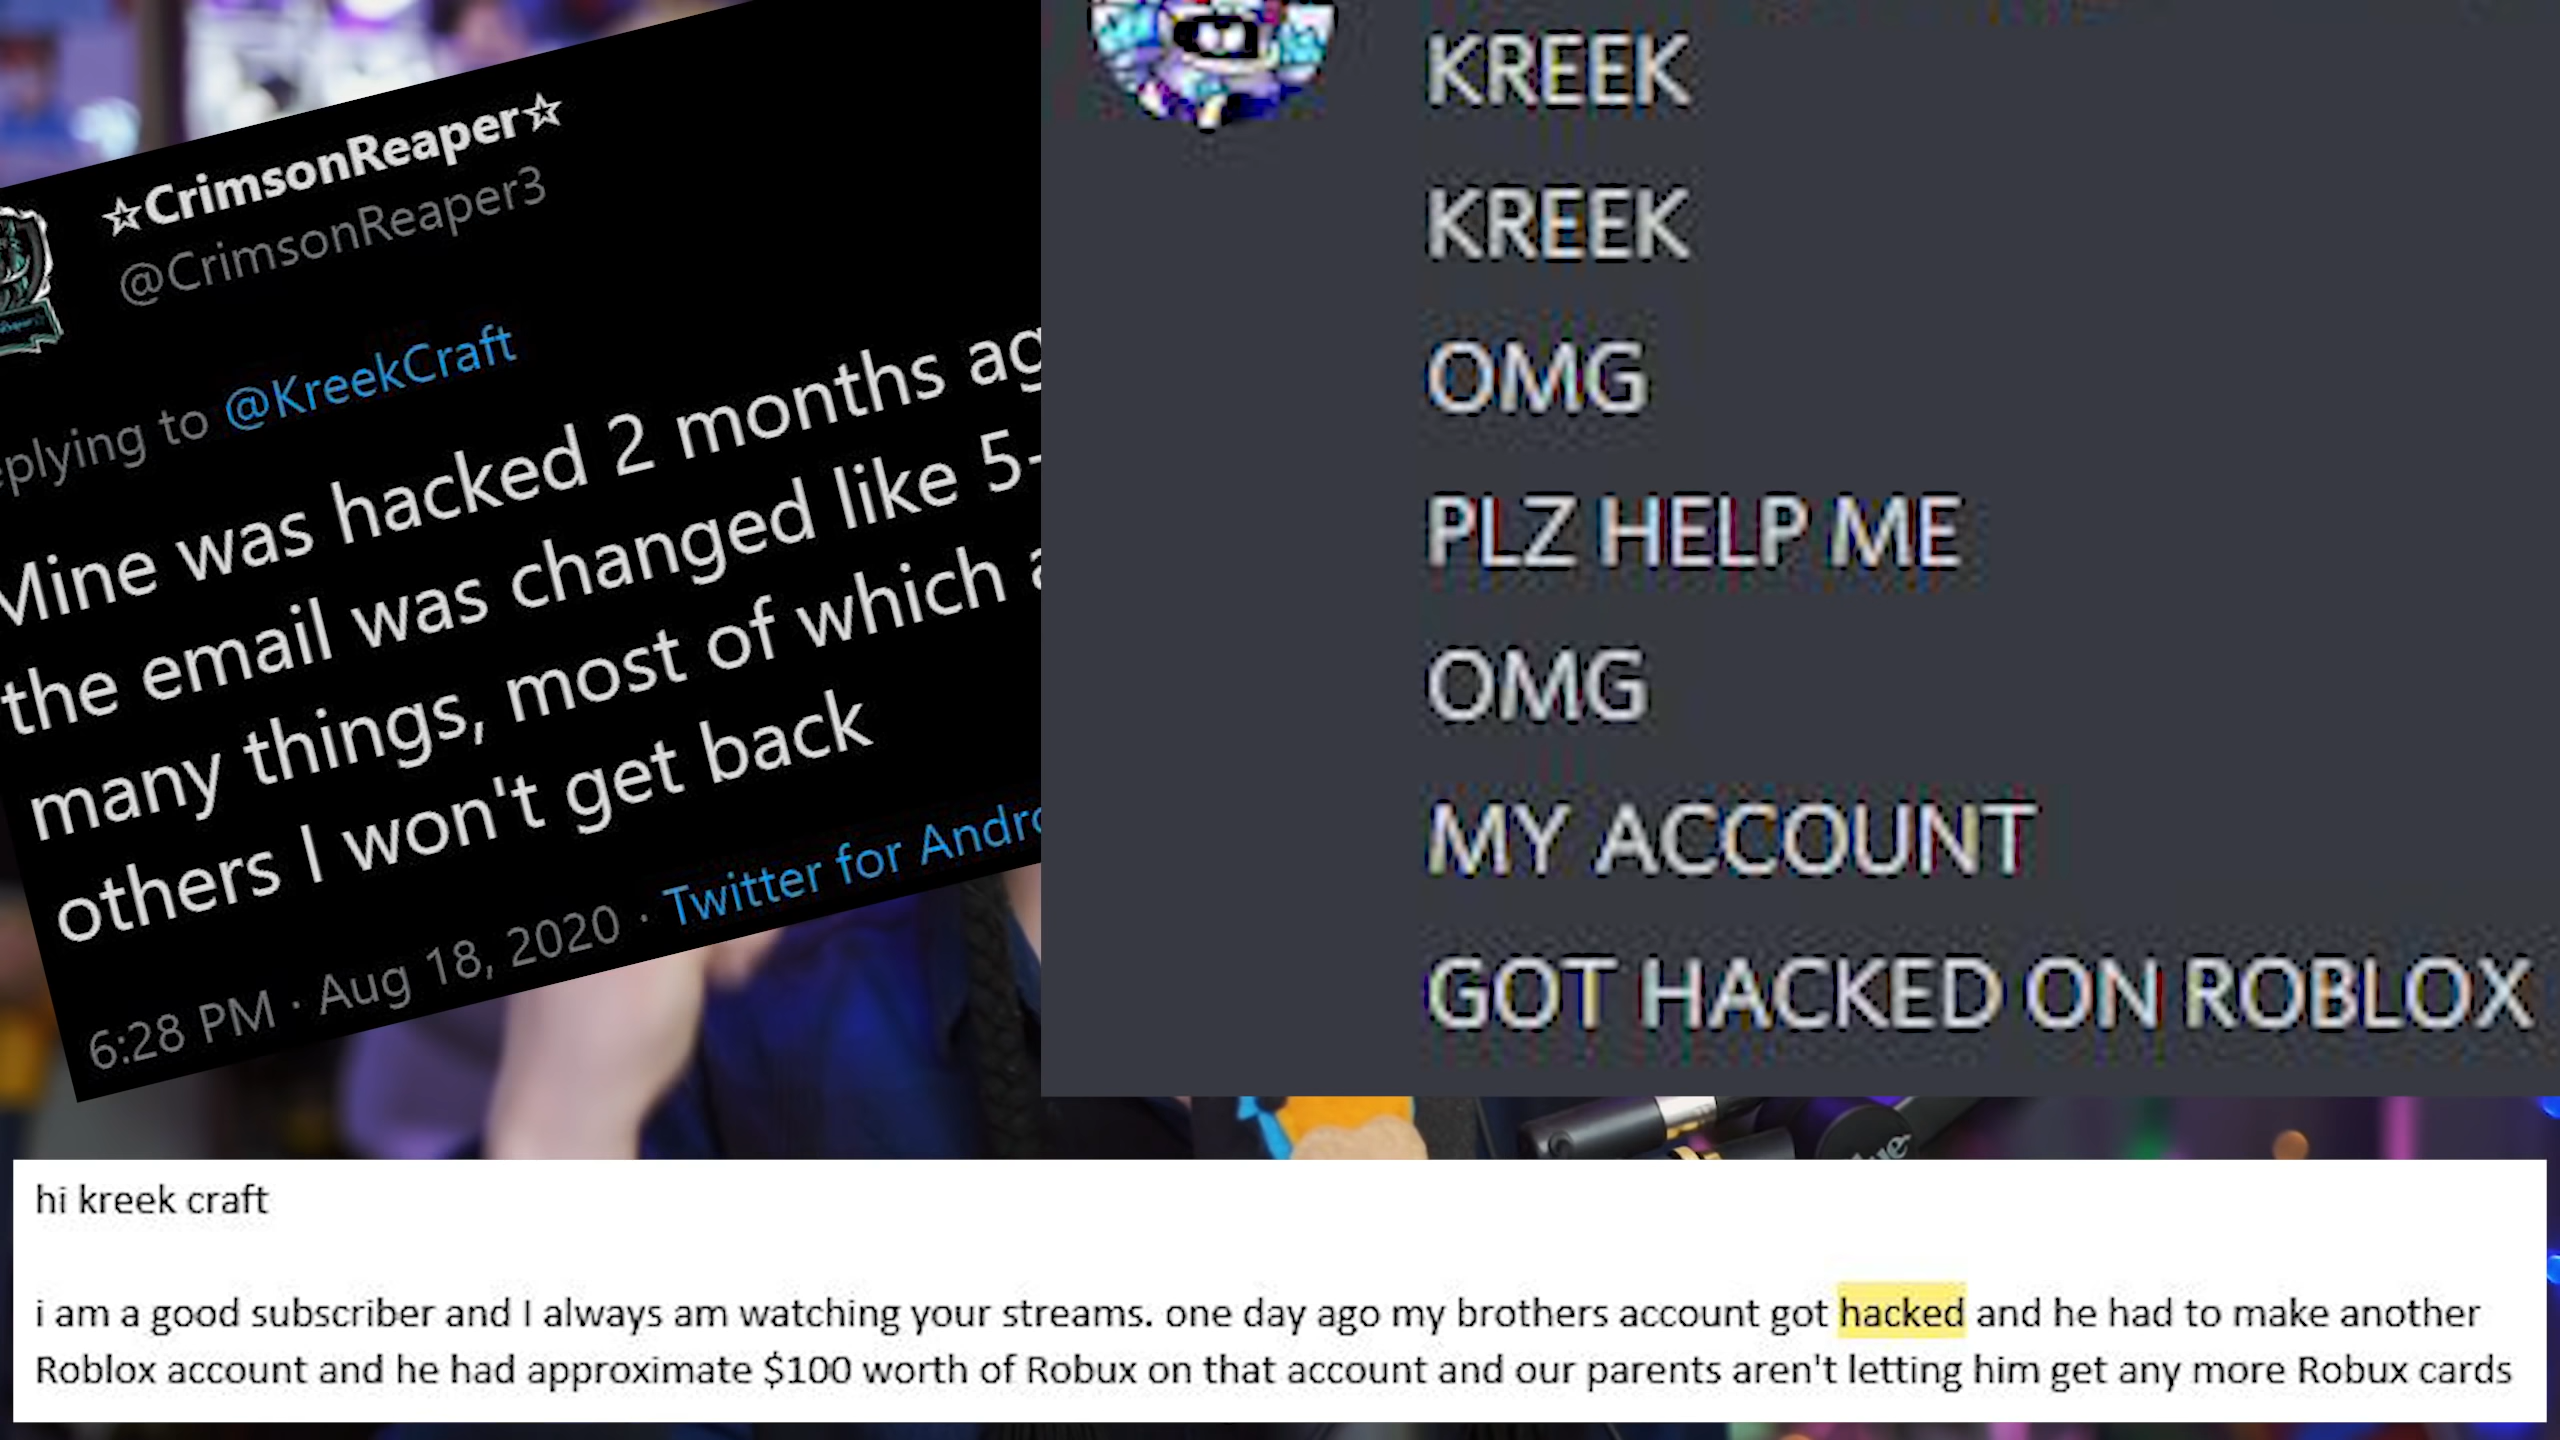 ☆CrimsonReaper☆
@CrimsonReaper3
eplying to @KreekCraft
Mine was hacked 2 months ag
the email was changed like 5-
many things, most of which a
others I won't get back
6:28 PM · Aug 18, 2020 · Twitter for Andro
KREEK
KREEK
OMG
PLZ HELP ME
OMG
MY ACCOUNT
GOT HACKED ON ROBLOX
hi kreek craft
i am a good subscriber and I always am watching your streams. one day ago my brothers account got hacked and he had to make another
Roblox account and he had approximate $100 worth of Robux on that account and our parents aren't letting him get any more Robux cards